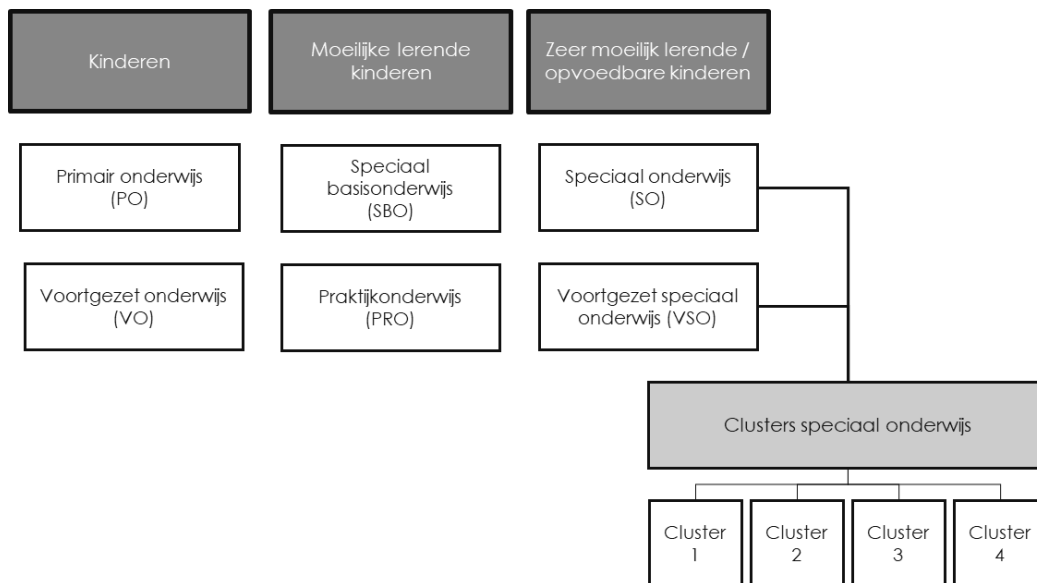 Kinderen
Moeilijke lerende
kinderen
Zeer moeilijk lerende /
opvoedbare kinderen
Primair onderwijs
(PO)
Speciaal
basisonderwijs
(SBO)
Speciaal onderwijs
(SO)
Voortgezet onderwijs
(VO)
Praktijkonderwijs
(PRO)
Voortgezet speciaal
onderwijs (VSO)
Clusters speciaal onderwijs
Cluster
1
Cluster
2
Cluster
3
Cluster
4